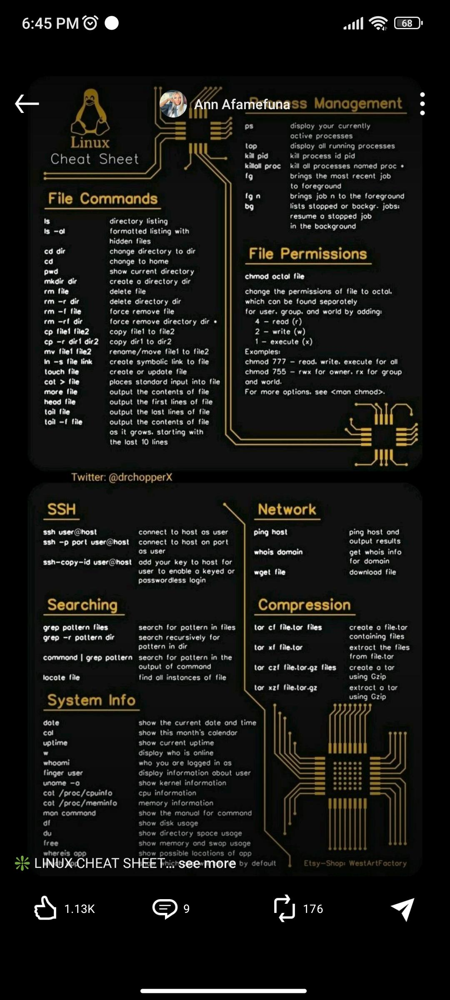 6:45 PM
68
Ann Afamefuna
Linux
Cheat Sheet
File Commands
ls directory listing
ls -al formatted listing with
hidden files
cd dir change directory to dir
cd change to home
pwd show current directory
mkdir dir create a directory dir
rm file delete file
rm -r dir delete directory dir
rm -f file force remove file
rm -rf dir force remove directory dir •
cp file1 file2 copy file1 to file2
cp -r dir1 dir2 copy dir1 to dir2
mv file1 file2 rename/move file1 to file2
ln -s file link create symbolic link to file
touch file create or update file
cat > file places standard input into file
more file output the contents of file
head file output the first lines of file
tail file output the last lines of file
tail -f file output the contents of file
as it grows, starting with
the last 10 lines
Process Management
ps display your currently
active processes
top display all running processes
kill pid kill process id pid
killall proc kill all processes named proc •
fg brings the most recent job
to foreground
fg n brings job n to the foreground
bg lists stopped or backgr. jobs;
resume a stopped job
in the background
File Permissions
chmod octal file
change the permissions of file to octal,
which can be found separately
for user, group, and world by adding:
4 - read (r)
2 - write (w)
1 - execute (x)
Examples:
chmod 777 - read, write, execute for all
chmod 755 - rwx for owner, rx for group
and world.
For more options, see <man chmod>.
Twitter: @drchopperX
SSH
ssh user@host connect to host as user
ssh -p port user@host connect to host on port
as user
ssh-copy-id user@host add your key to host for
user to enable a keyed or
passwordless login
Searching
grep pattern files search for pattern in files
grep -r pattern dir search recursively for
pattern in dir
command | grep pattern search for pattern in the
output of command
locate file find all instances of file
System Info
date show the current date and time
cal show this month's calendar
uptime show current uptime
w display who is online
whoami who you are logged in as
finger user display information about user
uname -a show kernel information
cat /proc/cpuinfo cpu information
cat /proc/meminfo memory information
man command show the manual for command
df show disk usage
du show directory space usage
free show memory and swap usage
whereis app show possible locations of app
which by default
Network
ping host ping host and
output results
whois domain get whois info
for domain
wget file download file
Compression
tar cf file.tar files create a file.tar
containing files
tar xf file.tar extract the files
from file.tar
tar czf file.tar.gz files create a tar
using Gzip
tar xzf file.tar.gz extract a tar
using Gzip
Etsy-Shop: WestArtFactory
LINUX CHEAT SHEET... see more
1.13K
9
176